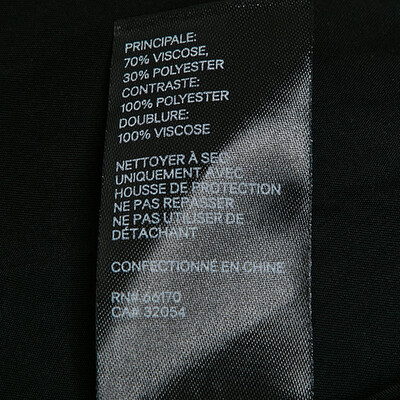 PRINCIPALE:
70% VISCOSE,
30% POLYESTER
CONTRASTE:
100% POLYESTER
DOUBLURE:
100% VISCOSE
NETTOYER À SEC
UNIQUEMENT AVEC
HOUSSE DE PROTECTION
NE PAS REPASSER
NE PAS UTILISER DE
DÉTACHANT
CONFECTIONNÉ EN CHINE
RN# 66170
CA# 32054